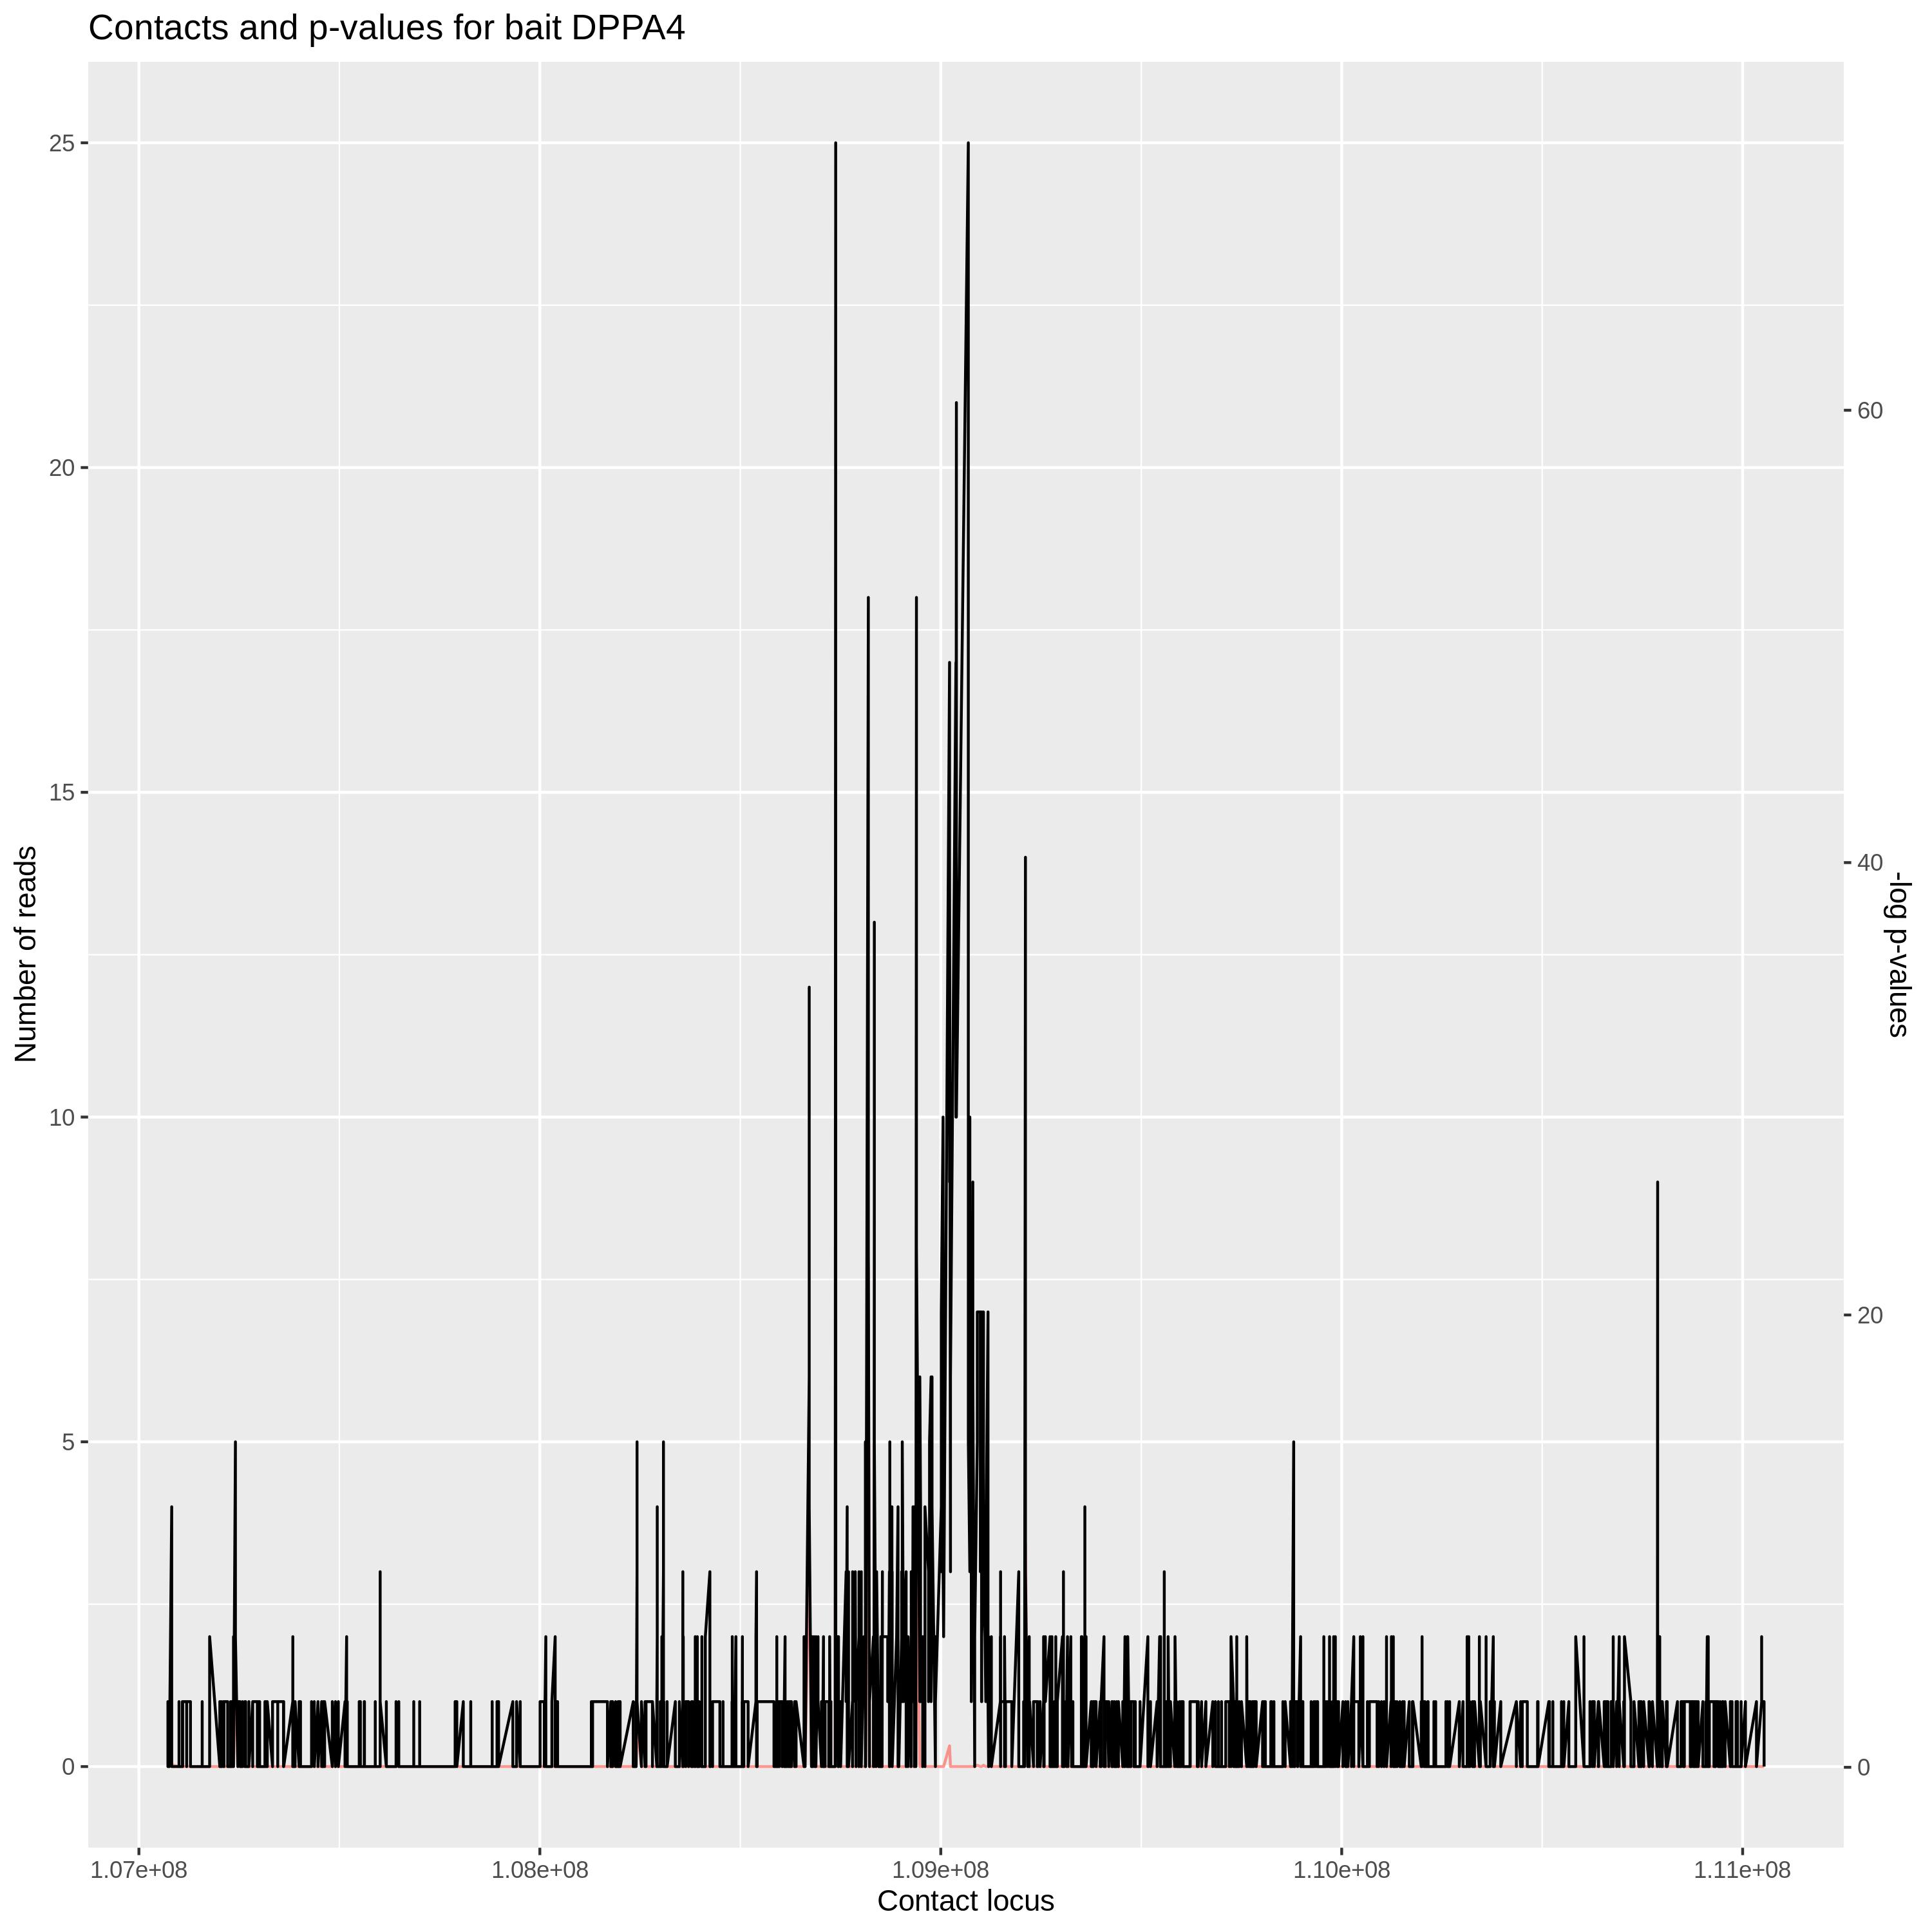 Contacts and p-values for bait DPPA4
25
20
15
10
5
0
Number of reads
60
40
20
0
-log p-values
1.07e+08
1.08e+08
1.09e+08
1.10e+08
1.11e+08
Contact locus